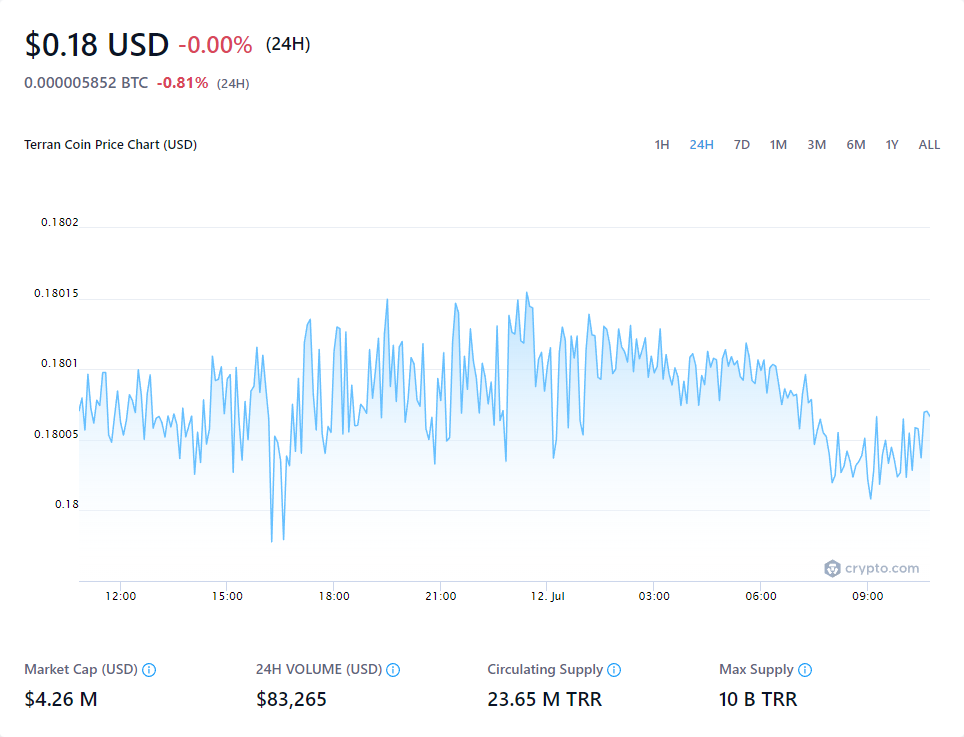 $0.18 USD -0.00% (24H)
0.000005852 BTC -0.81% (24H)
Terran Coin Price Chart (USD) 1H 24H 7D 1M 3M 6M 1Y ALL
0.1802
0.18015
0.1801
0.18005
0.18
crypto.com
12:00 15:00 18:00 21:00 12. Jul 03:00 06:00 09:00
Market Cap (USD) 24H VOLUME (USD) Circulating Supply Max Supply
$4.26 M $83,265 23.65 M TRR 10 B TRR